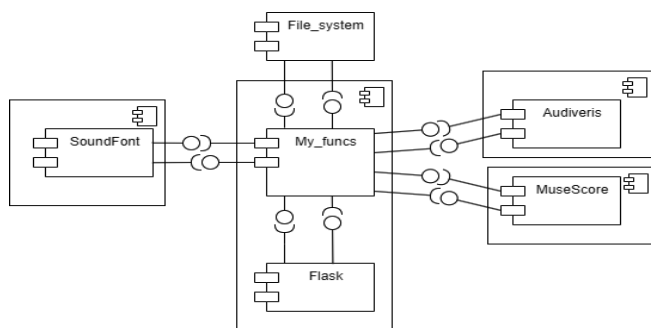 File_system
SoundFont
My_funcs
Audiveris
MuseScore
Flask